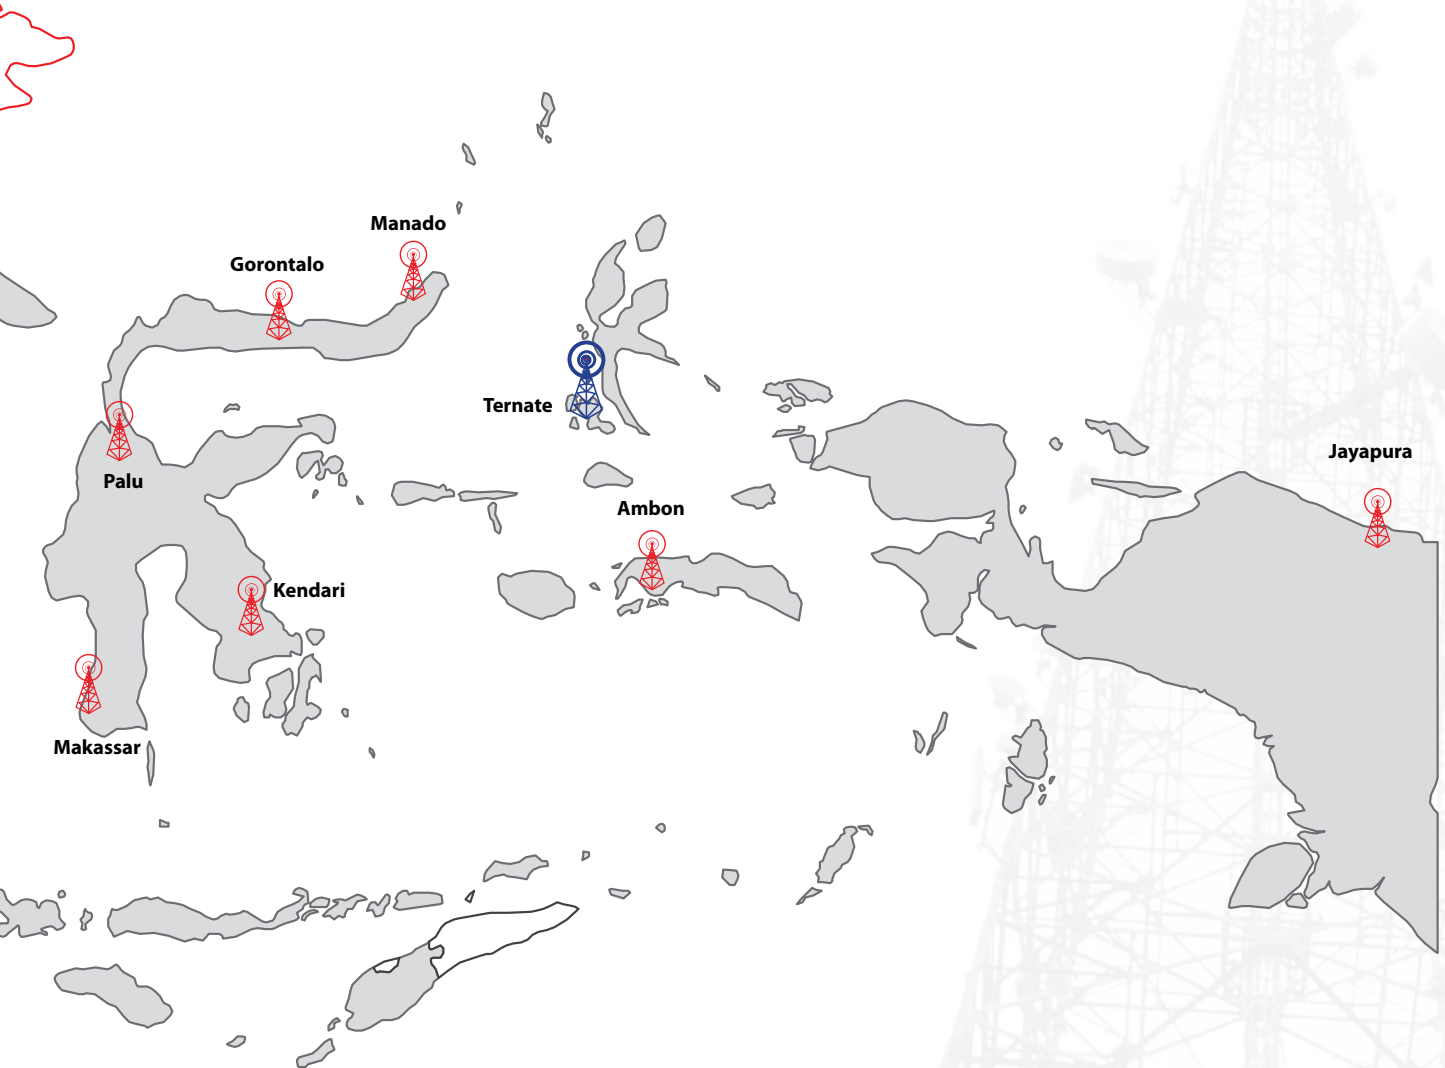 Manado
Gorontalo
Ternate
Jayapura
Palu
Ambon
Kendari
Makassar